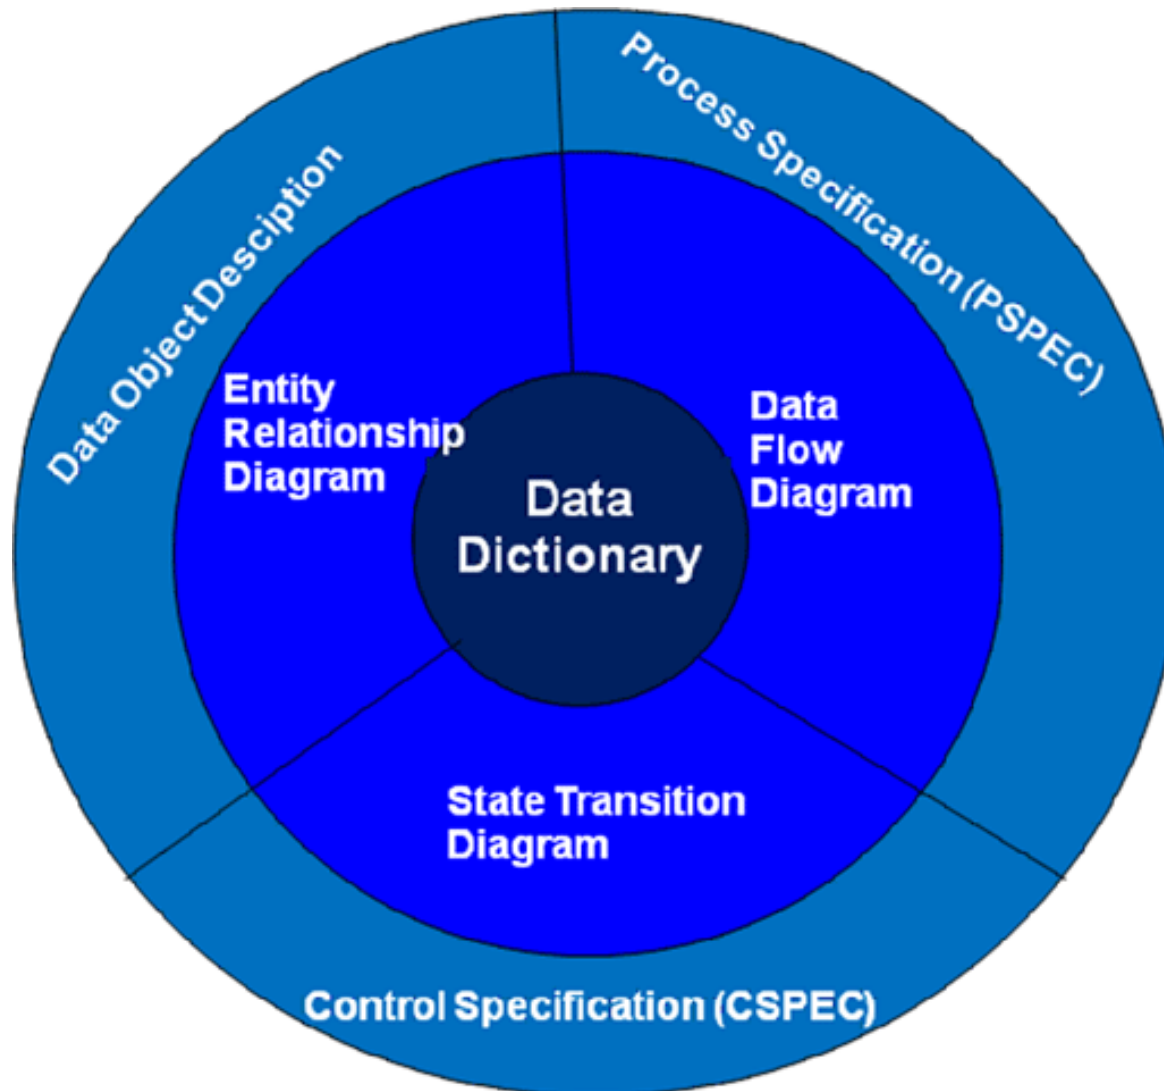 Process Specification (PSPEC)
Data Object Desciption
Entity
Relationship
Diagram
Data
Flow
Diagram
Data
Dictionary
State Transition
Diagram
Control Specification (CSPEC)